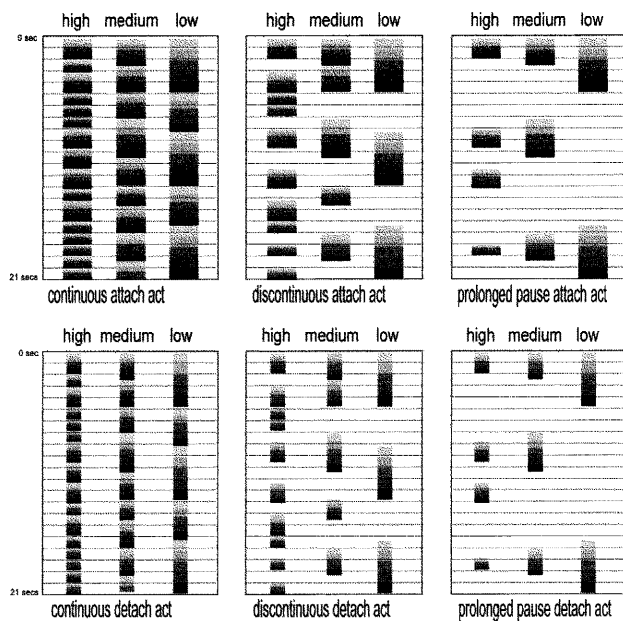 high medium low
high medium low
high medium low
0 sec
21 secs
continuous attach act
discontinuous attach act
prolonged pause attach act
high medium low
high medium low
high medium low
0 sec
21 secs
continuous detach act
discontinuous detach act
prolonged pause detach act